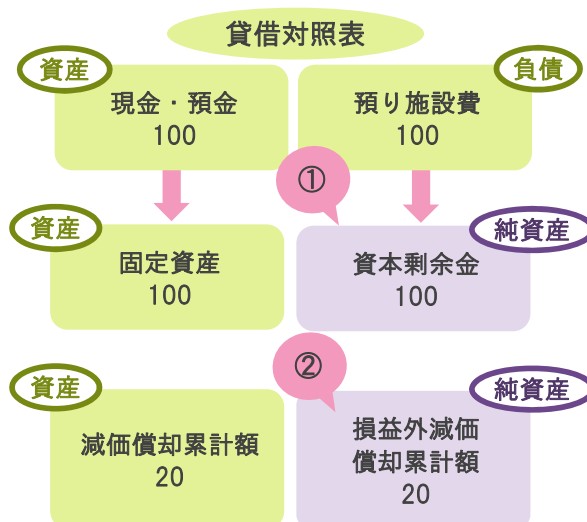 貸借対照表
資産
現金・預金
100
負債
預り施設費
100
①
資産
固定資産
100
純資産
資本剰余金
100
②
資産
減価償却累計額
20
純資産
損益外減価
償却累計額
20